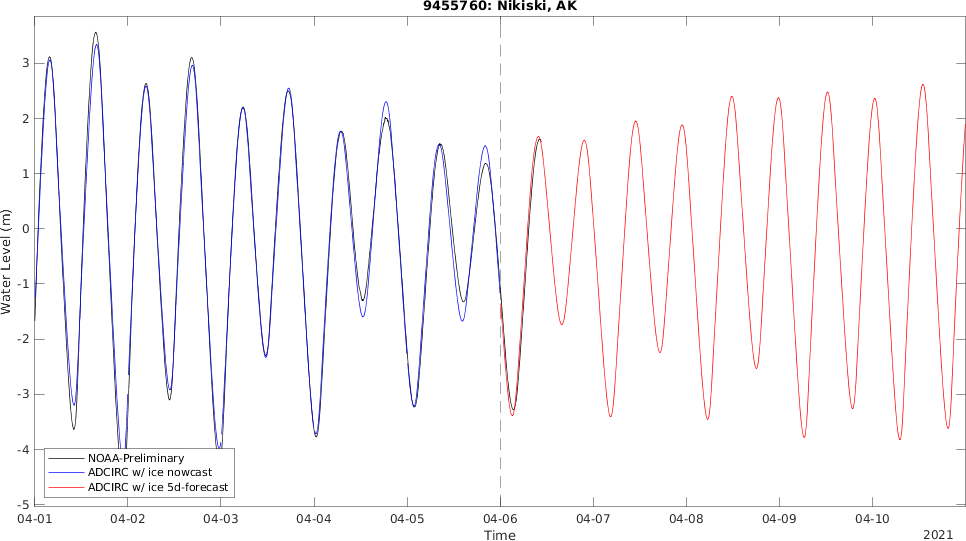 9455760: Nikiski, AK
3
2
1
0
-1
-2
-3
-4
-5
Water Level (m)
NOAA-Preliminary
ADCIRC w/ ice nowcast
ADCIRC w/ ice 5d-forecast
04-01 04-02 04-03 04-04 04-05 04-06 04-07 04-08 04-09 04-10
Time
2021